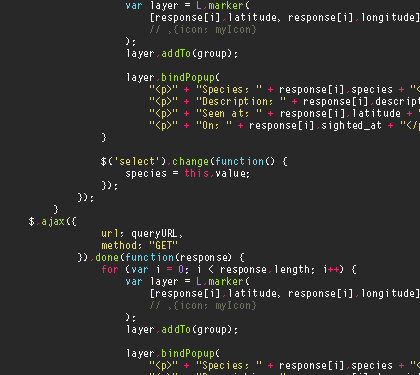 var layer = L.marker(
[response[i].latitude, response[i].longitude]
// ,{icon: myIcon}
);
layer.addTo(group);
layer.bindPopup(
"<p>" + "Species: " + response[i].species + "<
"<p>" + "Description: " + response[i].descript
"<p>" + "Seen at: " + response[i].latitude +
"<p>" + "On: " + response[i].sighted_at + "</p
}
$('select').change(function() {
species = this.value;
});
});
}
$.ajax({
url: queryURL,
method: "GET"
}).done(function(response) {
for (var i = 0; i < response.length; i++) {
var layer = L.marker(
[response[i].latitude, response[i].longitude]
// ,{icon: myIcon}
);
layer.addTo(group);
layer.bindPopup(
"<p>" + "Species: " + response[i].species + "<